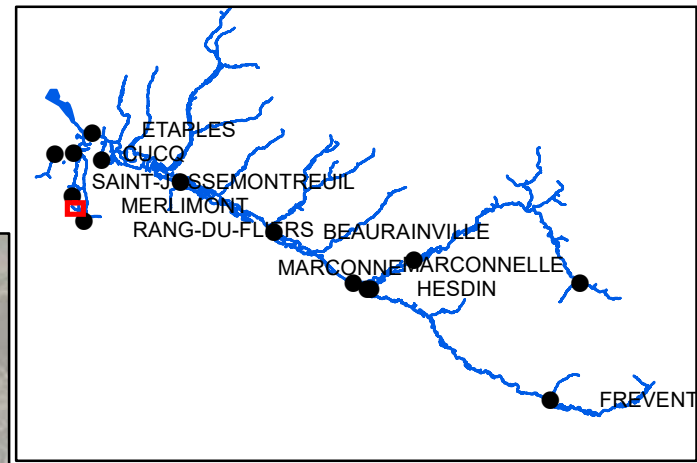 ETAPLES
CUCQ
SAINT-JOSSE
MONTREUIL
MERLIMONT
RANG-DU-FLIERS
BEAURAINVILLE
MARCONNE
MARCONNELLE
HESDIN
FREVENT